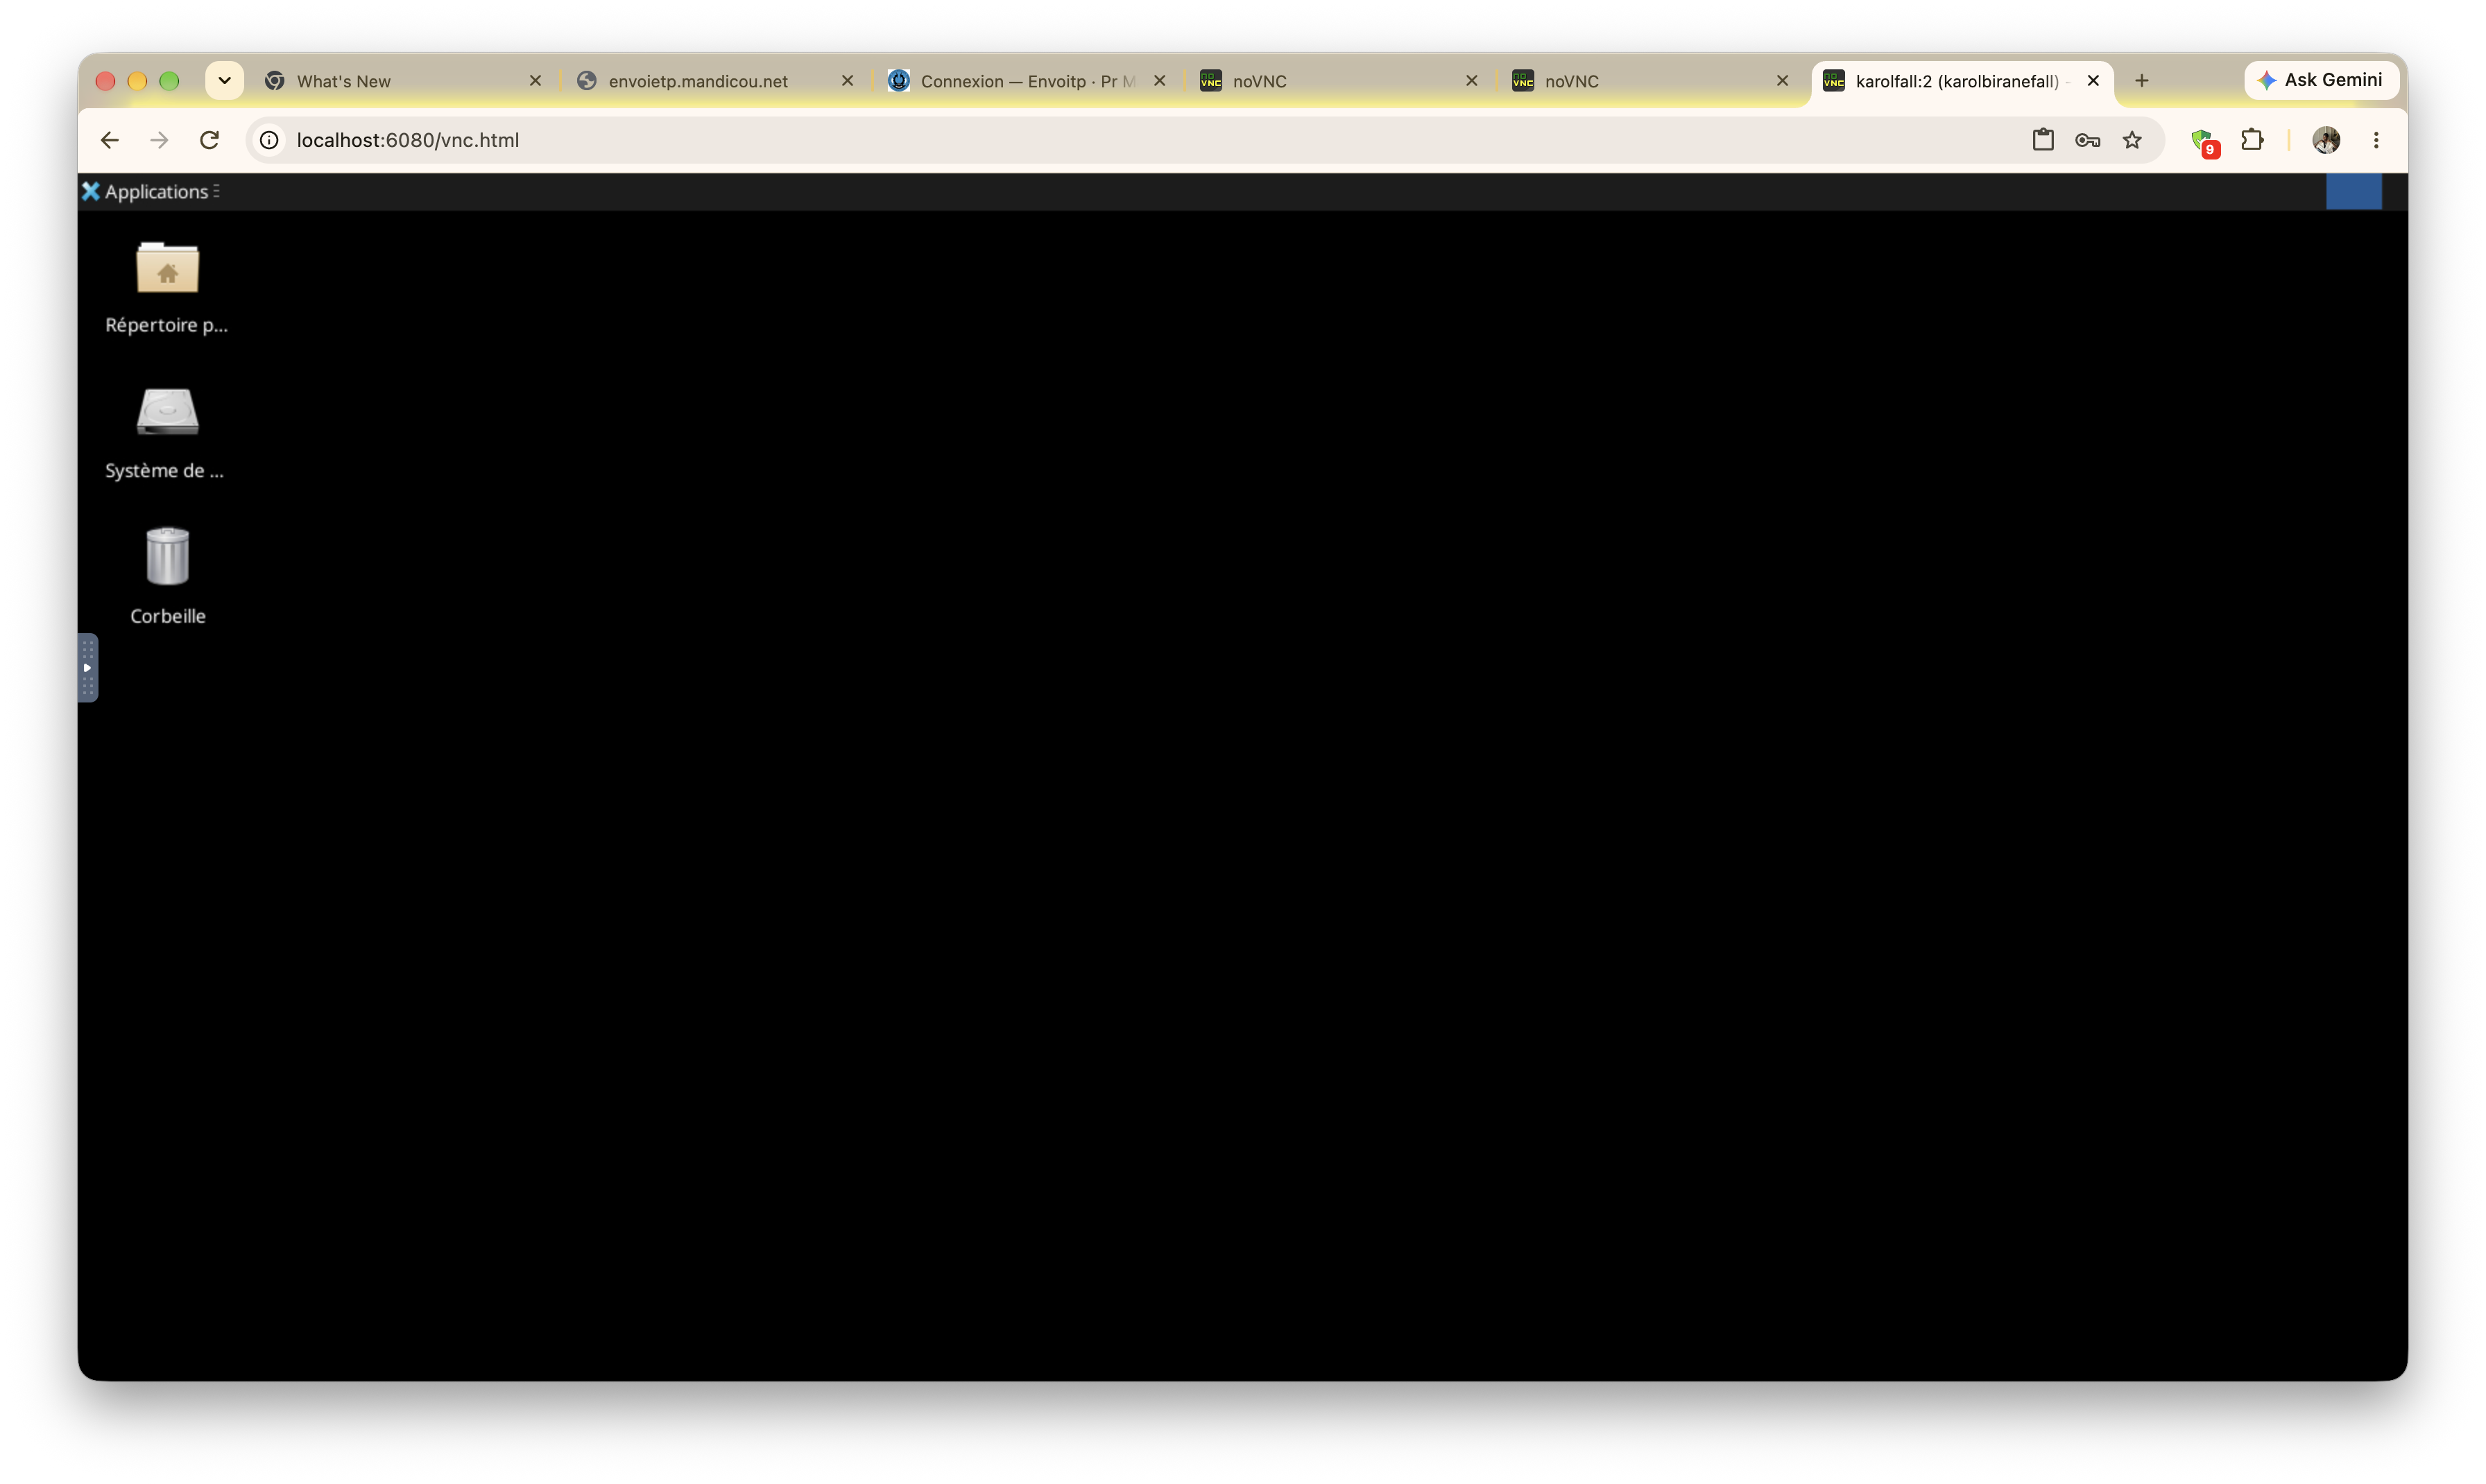 What's New
envoietp.mandicou.net
Connexion — Envoitp · Pr M
noVNC
noVNC
karolfall:2 (karolbiranefall) -
Ask Gemini
localhost:6080/vnc.html
9
Applications
Répertoire p...
Système de ...
Corbeille